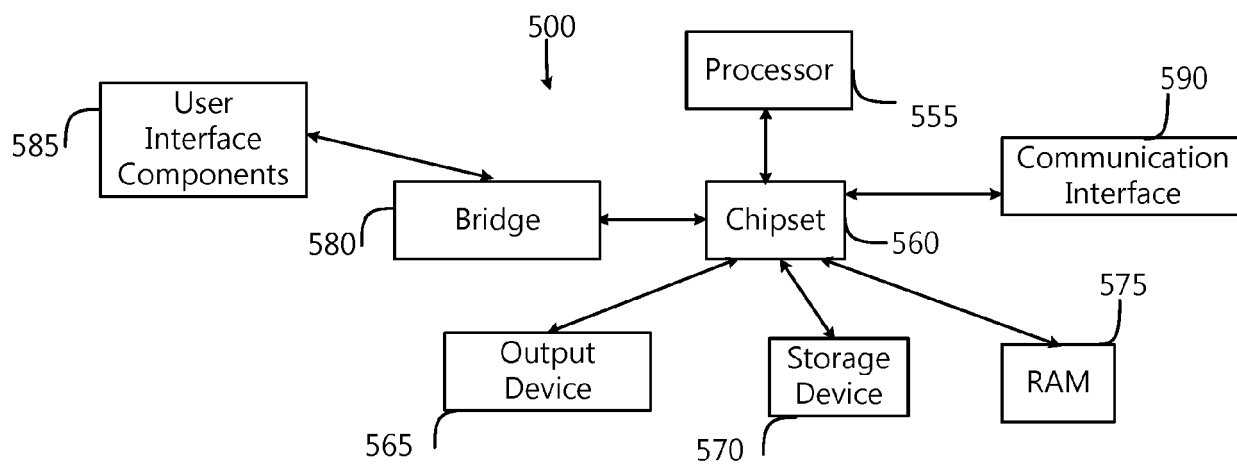 500
Processor
555
590
User
Interface
Components
585
Communication
Interface
Bridge
580
Chipset
560
575
Output
Device
565
Storage
Device
570
RAM